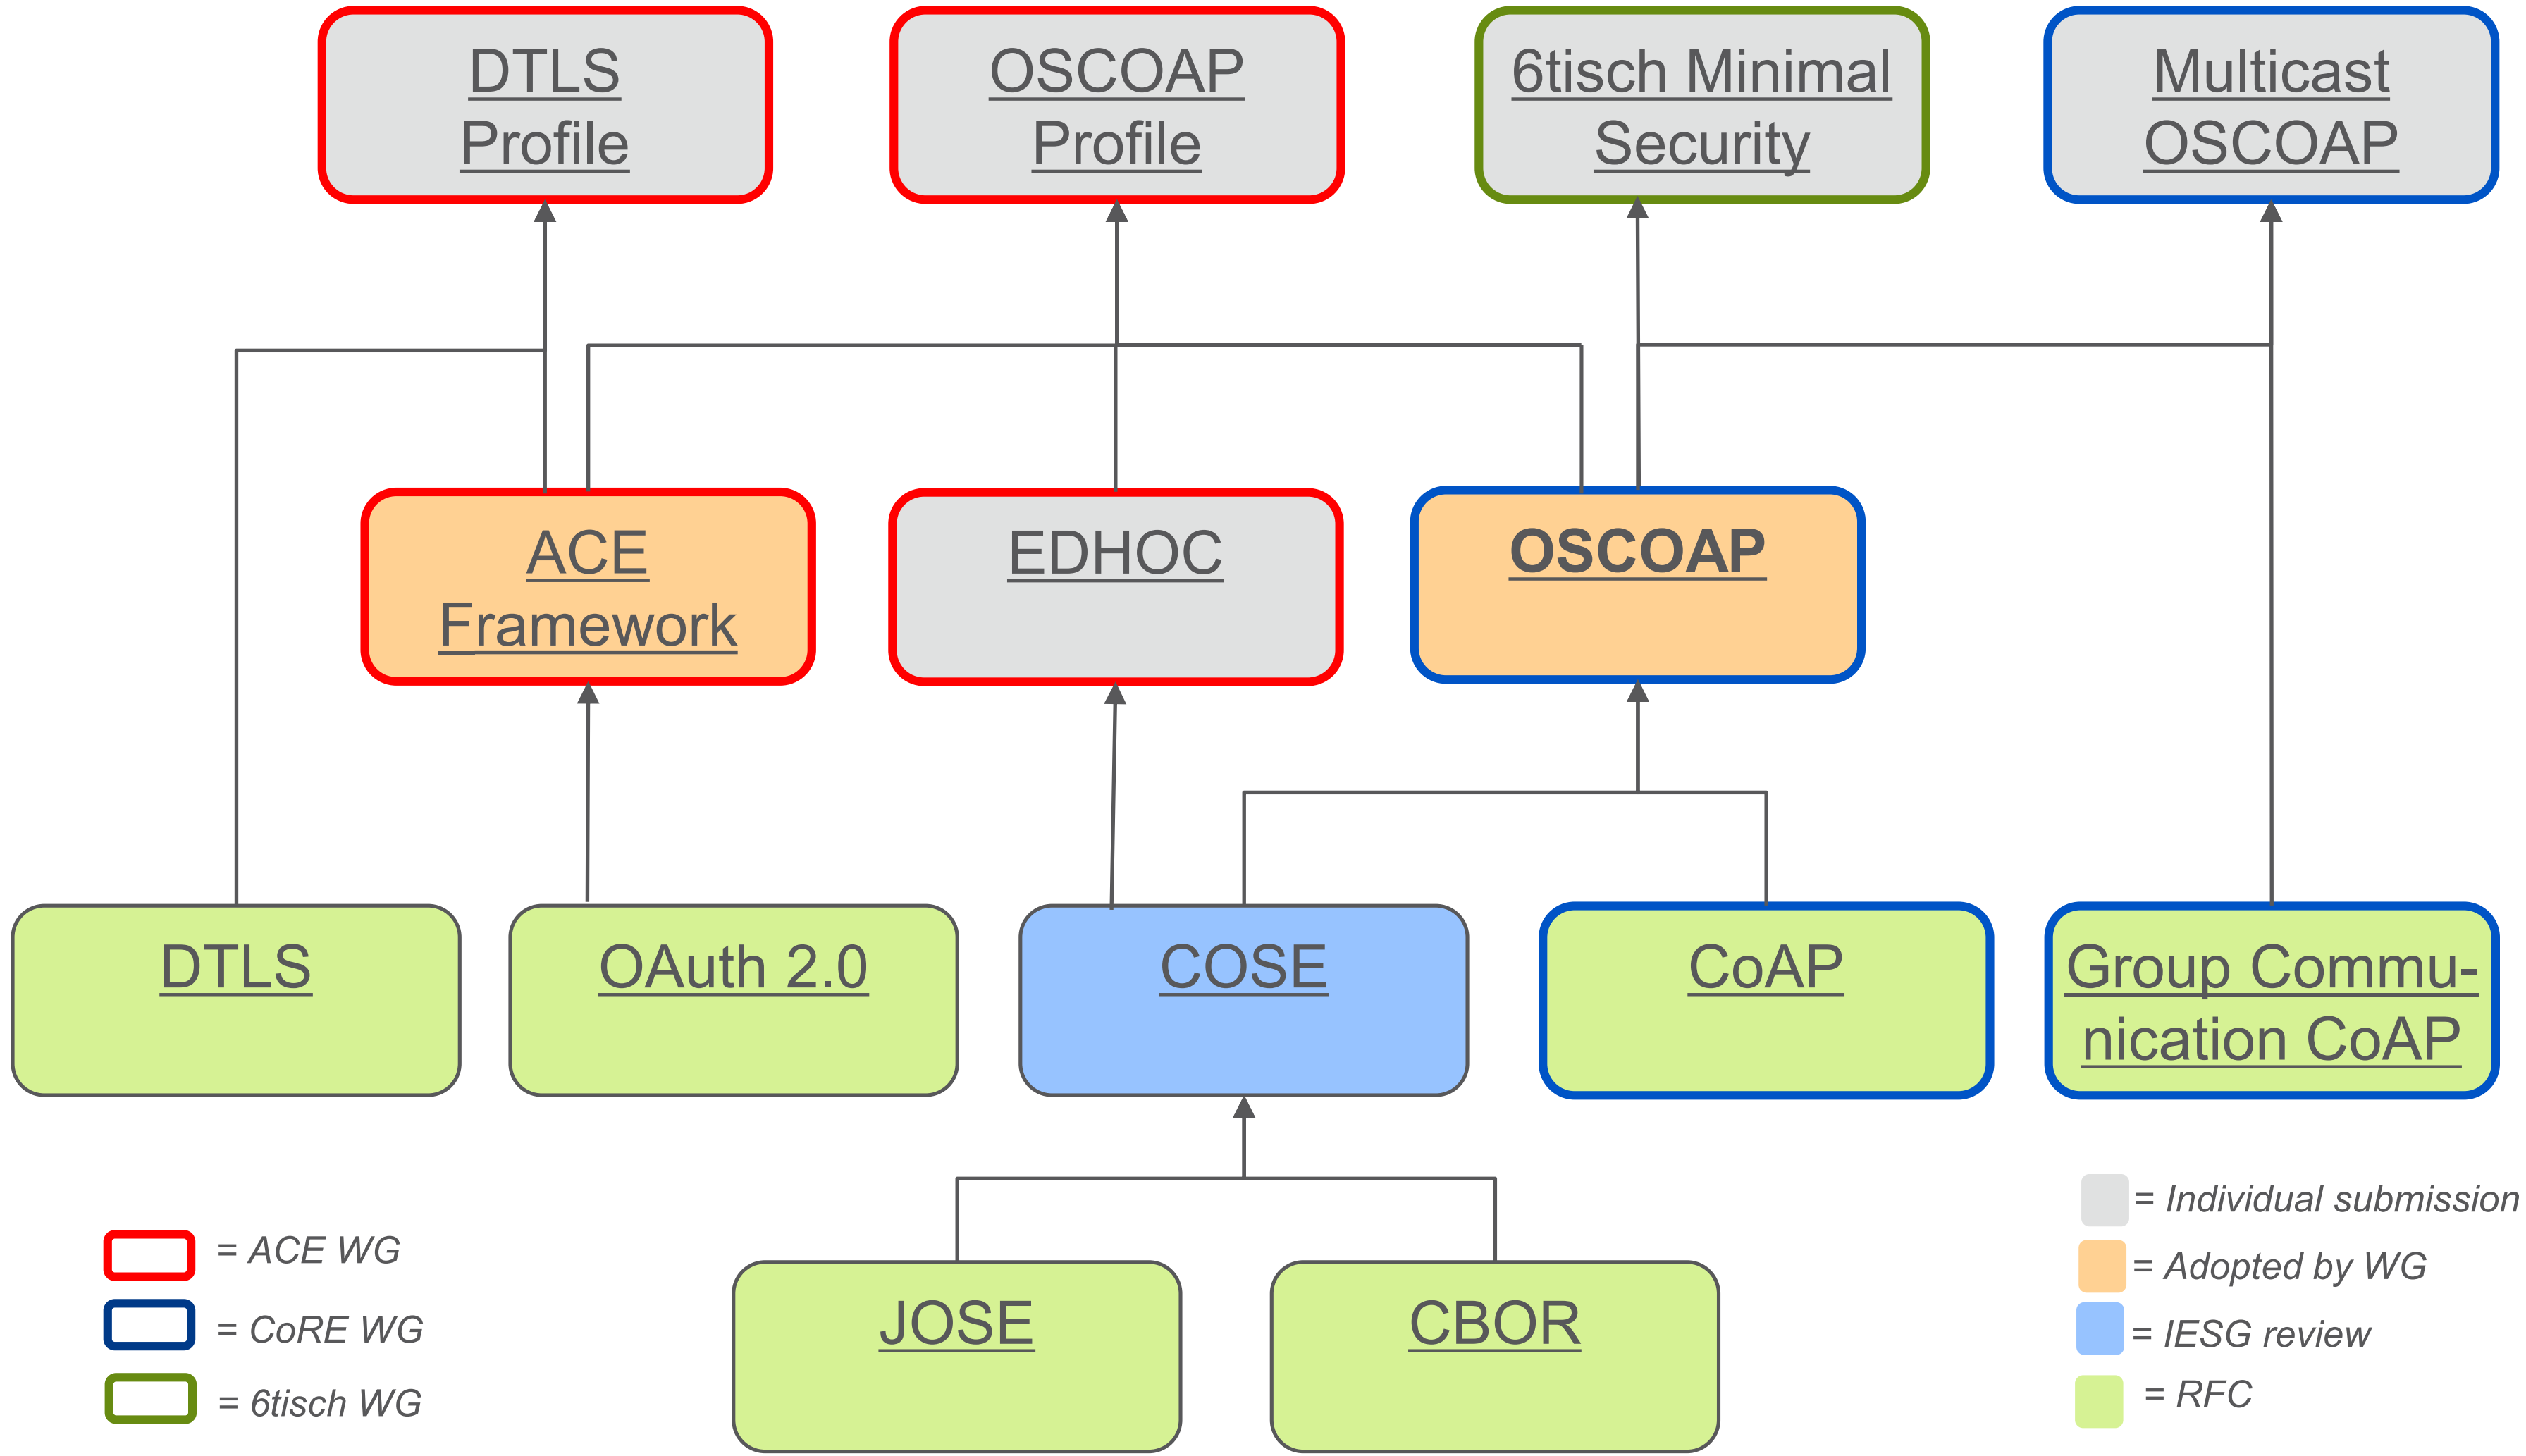 DTLS
Profile
OSCOAP
Profile
6tisch Minimal
Security
Multicast
OSCOAP
ACE
Framework
EDHOC
OSCOAP
DTLS
OAuth 2.0
COSE
CoAP
Group Commu-
nication CoAP
JOSE
CBOR
= ACE WG
= CoRE WG
= 6tisch WG
= Individual submission
= Adopted by WG
= IESG review
= RFC